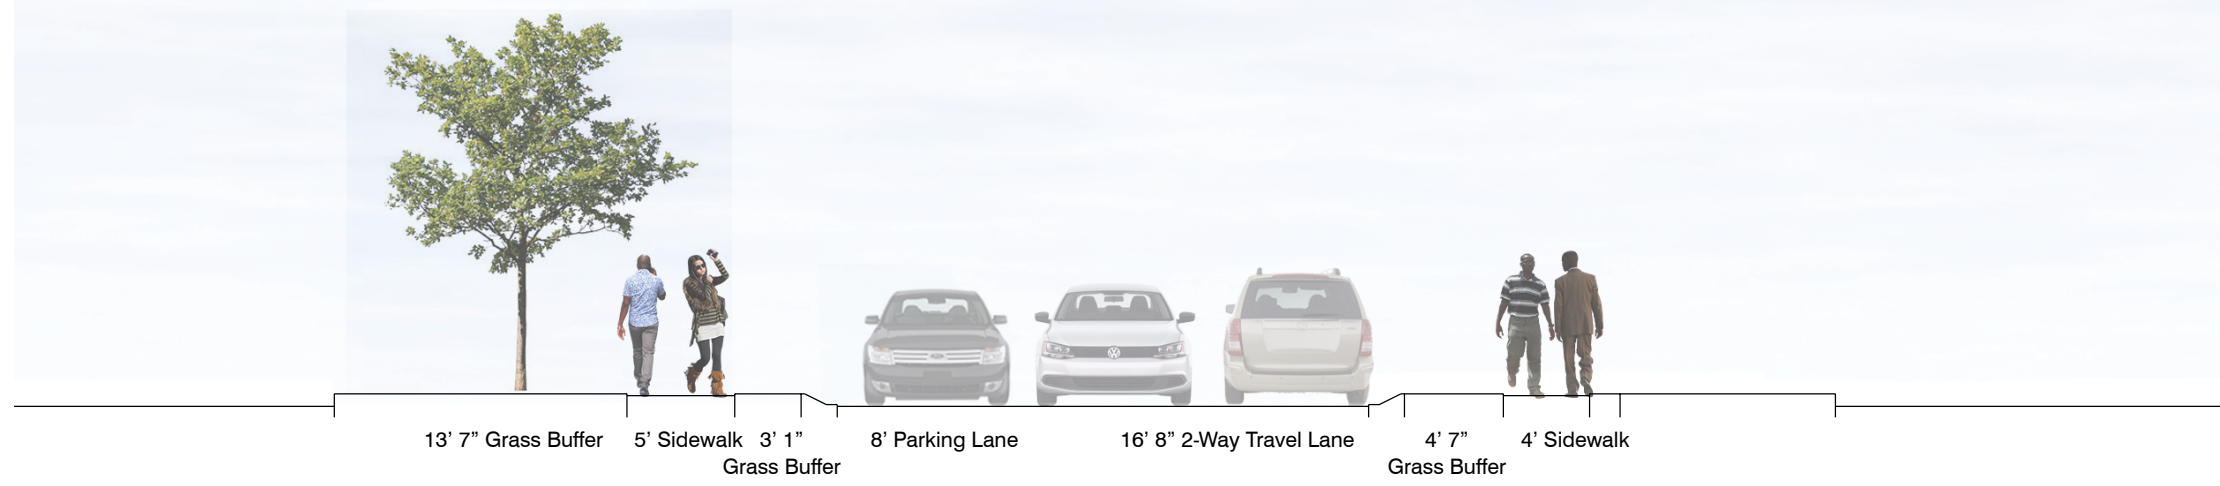 13’ 7” Grass Buffer
5’ Sidewalk
3’ 1”
Grass Buffer
8’ Parking Lane
16’ 8” 2-Way Travel Lane
4’ 7”
Grass Buffer
4’ Sidewalk